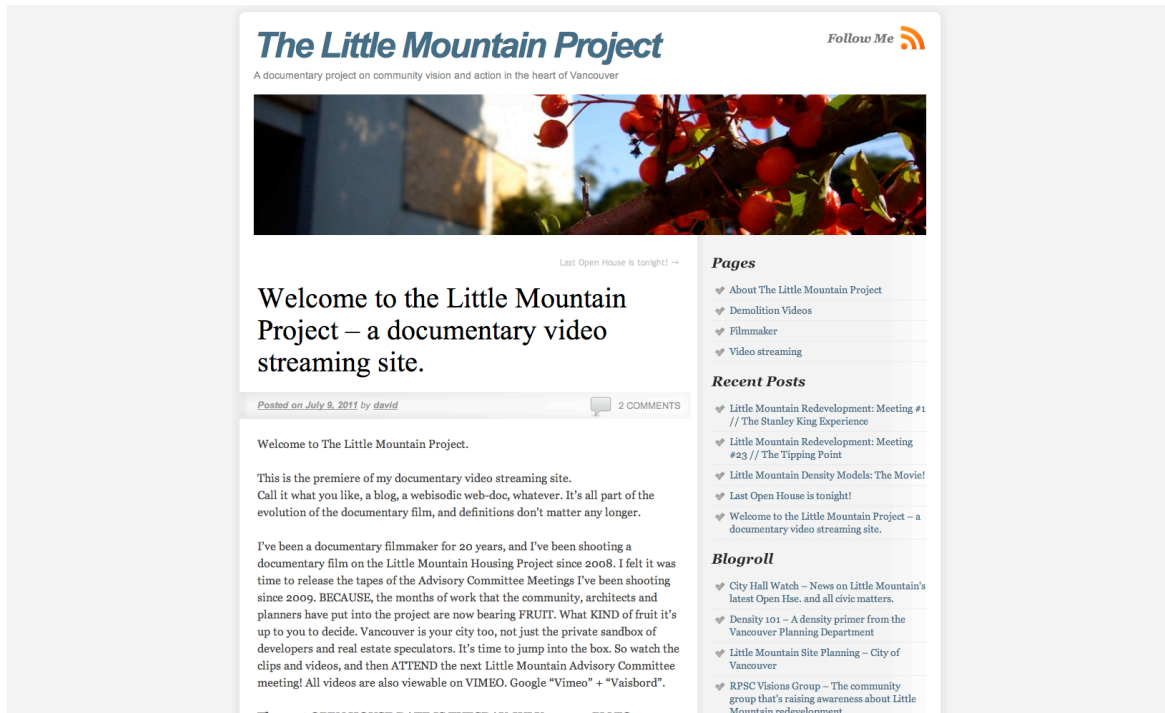 The Little Mountain Project
Follow Me
A documentary project on community vision and action in the heart of Vancouver
Last Open House is tonight! →
Welcome to the Little Mountain
Project – a documentary video
streaming site.
Posted on July 9, 2011 by david
2 COMMENTS
Welcome to The Little Mountain Project.
This is the premiere of my documentary video streaming site.
Call it what you like, a blog, a webisodic web-doc, whatever. It's all part of the
evolution of the documentary film, and definitions don't matter any longer.
I've been a documentary filmmaker for 20 years, and I've been shooting a
documentary film on the Little Mountain Housing Project since 2008. I felt it was
time to release the tapes of the Advisory Committee Meetings I've been shooting
since 2009. BECAUSE, the months of work that the community, architects and
planners have put into the project are now bearing FRUIT. What KIND of fruit it's
up to you to decide. Vancouver is your city too, not just the private sandbox of
developers and real estate speculators. It's time to jump into the box. So watch the
clips and videos, and then ATTEND the next Little Mountain Advisory Committee
meeting! All videos are also viewable on VIMEO. Google “Vimeo” + “Vaisbord”.
Pages
About The Little Mountain Project
Demolition Videos
Filmmaker
Video streaming
Recent Posts
Little Mountain Redevelopment: Meeting #1
// The Stanley King Experience
Little Mountain Redevelopment: Meeting
#23 // The Tipping Point
Little Mountain Density Models: The Movie!
Last Open House is tonight!
Welcome to the Little Mountain Project – a
documentary video streaming site.
Blogroll
City Hall Watch – News on Little Mountain's
latest Open Hse. and all civic matters.
Density 101 – A density primer from the
Vancouver Planning Department
Little Mountain Site Planning – City of
Vancouver
RPSC Visions Group – The community
group that's raising awareness about Little
Mountain redevelopment